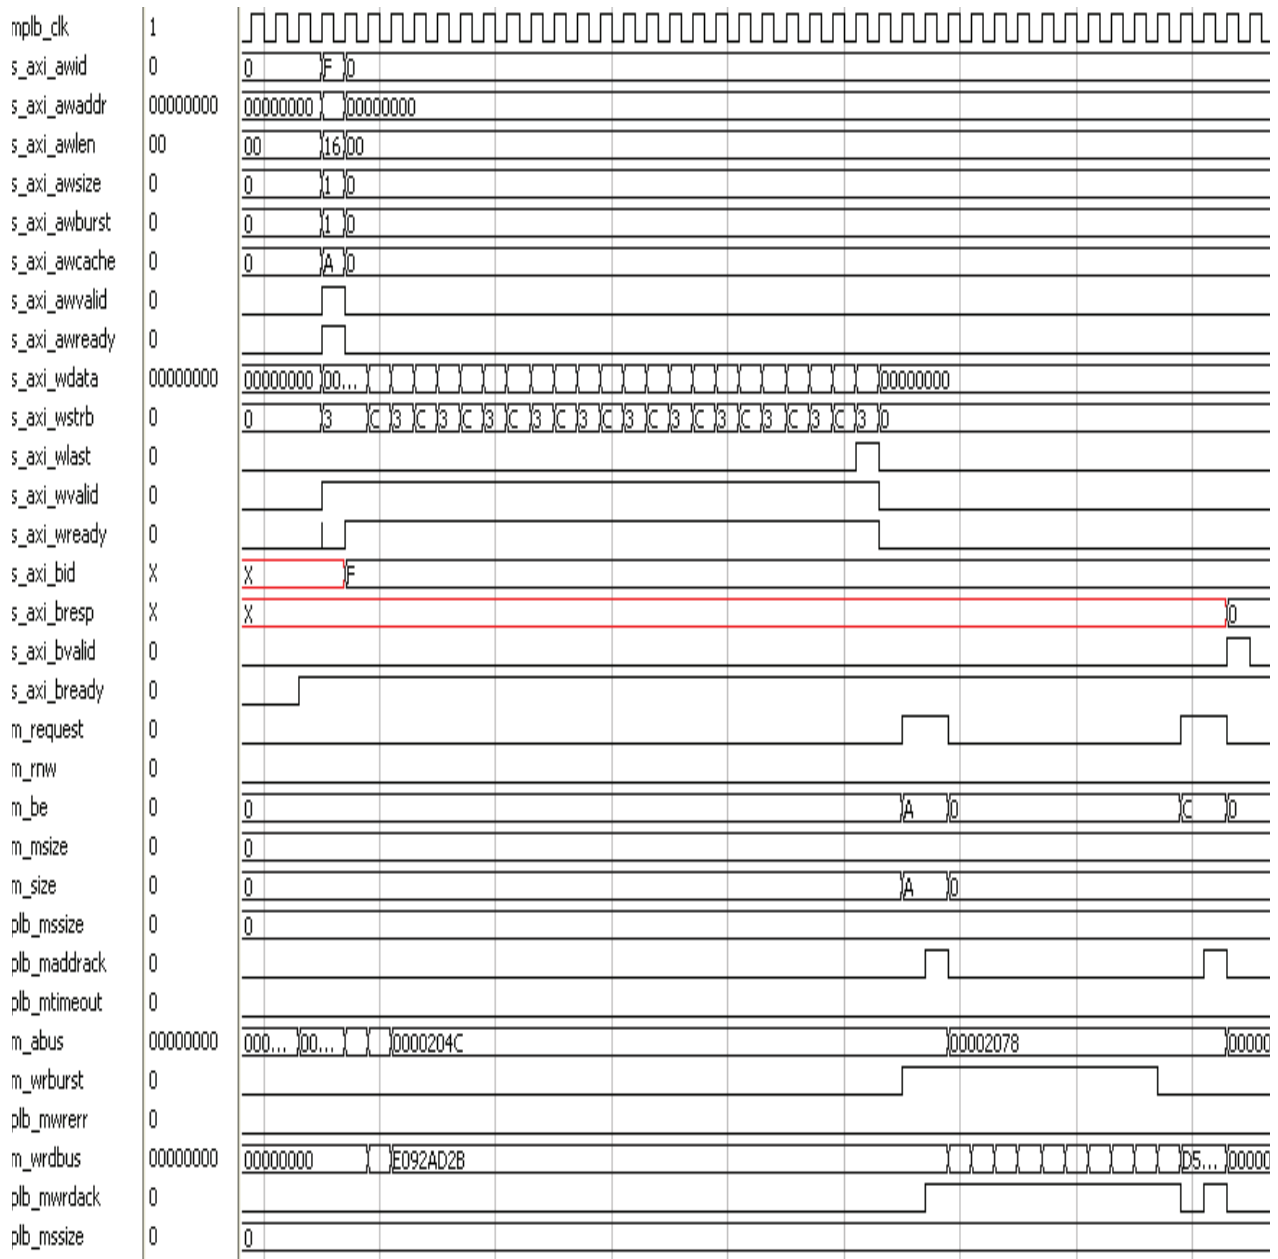 mplb_clk 1
s_axi_awid 0 0 F 0
s_axi_awaddr 00000000 00000000 00000000
s_axi_awlen 00 00 16 00
s_axi_awsize 0 0 1 0
s_axi_awburst 0 0 1 0
s_axi_awcache 0 0 A 0
s_axi_awvalid 0
s_axi_awready 0
s_axi_wdata 00000000 00000000 00... 00000000
s_axi_wstrb 0 0 3 C 3 C 3 C 3 C 3 C 3 C 3 C 3 C 3 C 3 C 3 C 3 0
s_axi_wlast 0
s_axi_wvalid 0
s_axi_wready 0
s_axi_bid X X F
s_axi_bresp X X 0
s_axi_bvalid 0
s_axi_bready 0
m_request 0
m_rnw 0
m_be 0 0 A 0 C 0
m_msize 0 0
m_size 0 0 A 0
plb_mssize 0 0
plb_maddrack 0
plb_mtimeout 0
m_abus 00000000 000... 00... 0000204C 00002078 00000
m_wrburst 0
plb_mwrerr 0
m_wrdbus 00000000 00000000 E092AD2B D5... 00000
plb_mwrdack 0
plb_mssize 0 0